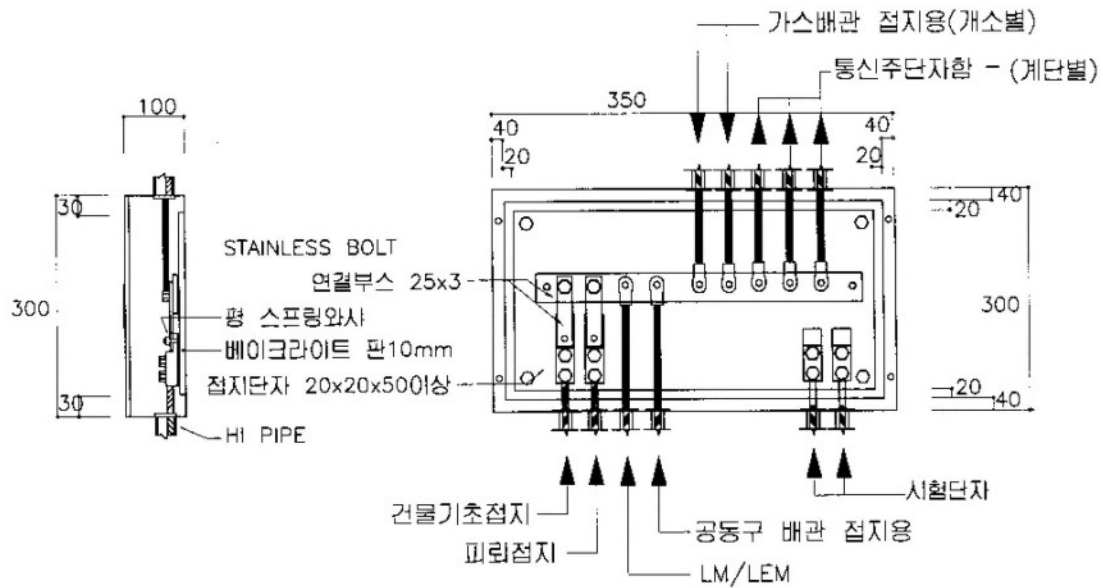 가스배관 접지용(개소별)
통신주단자함 - (계단별)
100
350
40
40
20
20
30
40
20
STAINLESS BOLT
연결부스 25x3
300
300
평 스프링와샤
베이크라이트 판10mm
접지단자 20x20x50이상
20
40
30
HI PIPE
시험단자
건물기초접지
공동구 배관 접지용
피뢰접지
LM/LEM